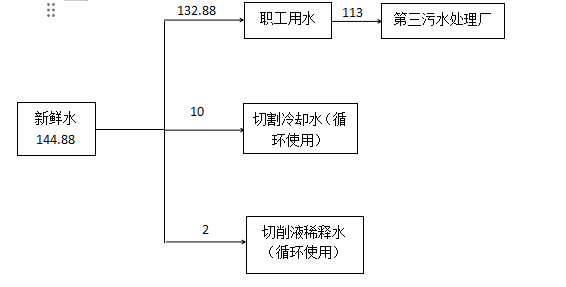 132.88
职工用水
113
第三污水处理厂
新鲜水
144.88
10
切割冷却水（循
环使用）
2
切削液稀释水
（循环使用）